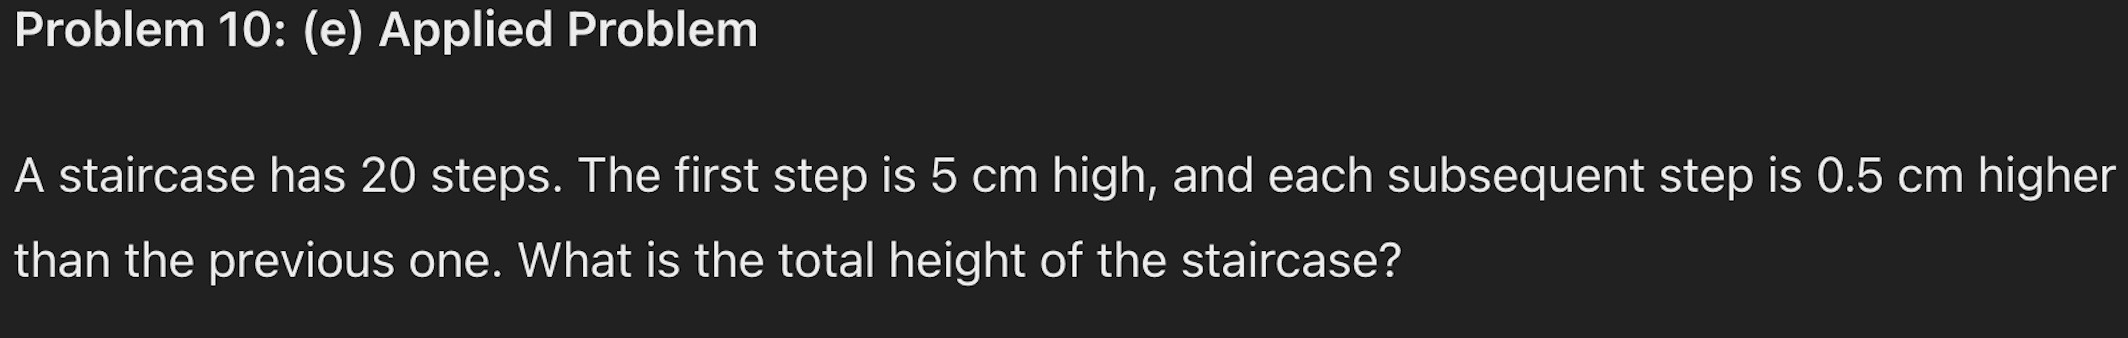 Problem 10: (e) Applied Problem
A staircase has 20 steps. The first step is 5 cm high, and each subsequent step is 0.5 cm higher
than the previous one. What is the total height of the staircase?